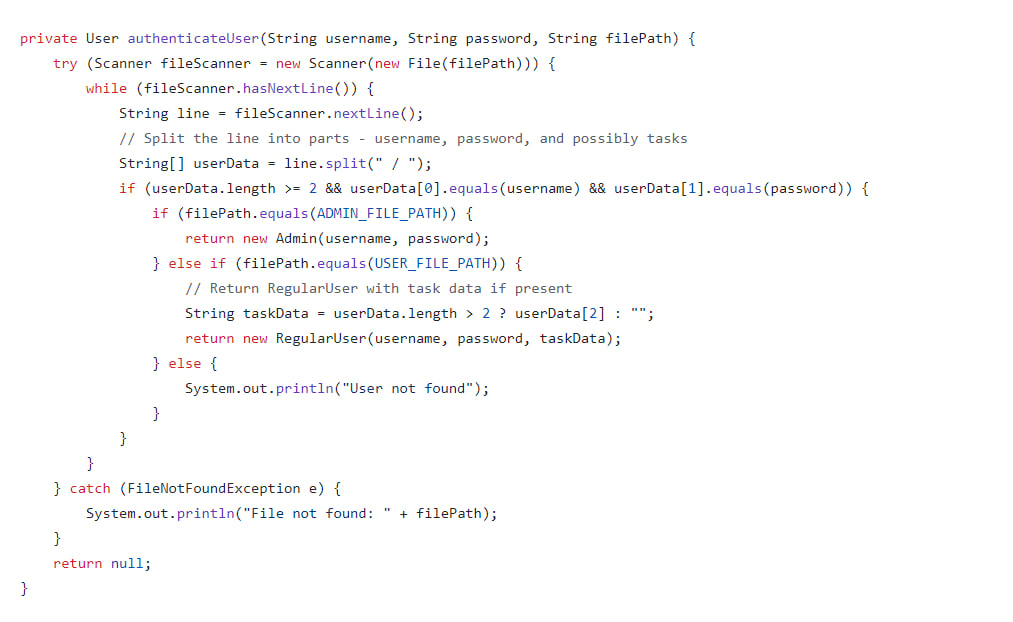 private User authenticateUser(String username, String password, String filePath) {
    try (Scanner fileScanner = new Scanner(new File(filePath))) {
        while (fileScanner.hasNextLine()) {
            String line = fileScanner.nextLine();
            // Split the line into parts - username, password, and possibly tasks
            String[] userData = line.split(" / ");
            if (userData.length >= 2 && userData[0].equals(username) && userData[1].equals(password)) {
                if (filePath.equals(ADMIN_FILE_PATH)) {
                    return new Admin(username, password);
                } else if (filePath.equals(USER_FILE_PATH)) {
                    // Return RegularUser with task data if present
                    String taskData = userData.length > 2 ? userData[2] : "";
                    return new RegularUser(username, password, taskData);
                } else {
                    System.out.println("User not found");
                }
            }
        }
    } catch (FileNotFoundException e) {
        System.out.println("File not found: " + filePath);
    }
    return null;
}